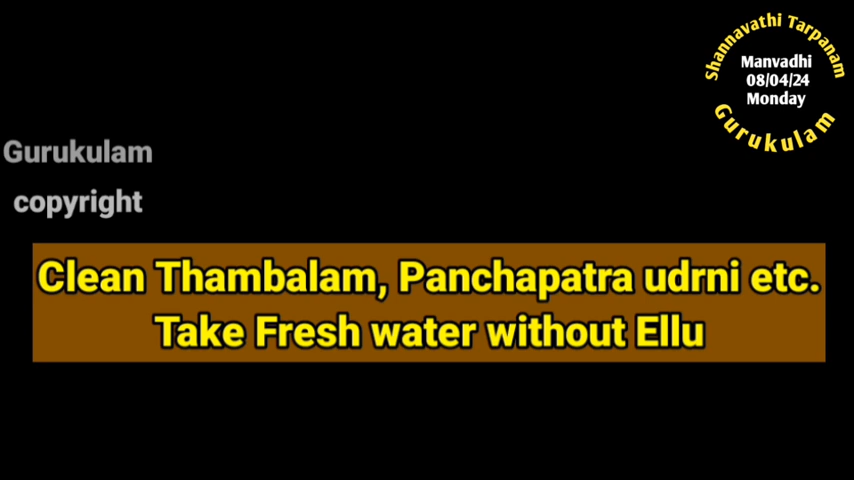 Shannavathi Tarpanam
Manvadhi
08/04/24
Monday
Gurukulam
Gurukulam
copyright
Clean Thambalam, Panchapatra udrni etc.
Take Fresh water without Ellu